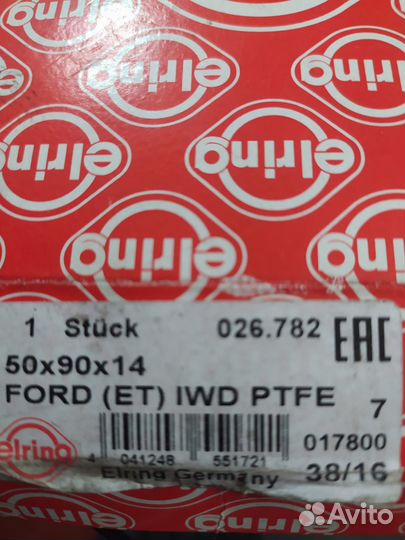 elring
elring
elring
elring
elring
elring
1 Stück 026.782 EAC
50x90x14
FORD (ET) IWD PTFE 7
elring
017800
4 041248 551721
Elring Germany 38/16
Avito